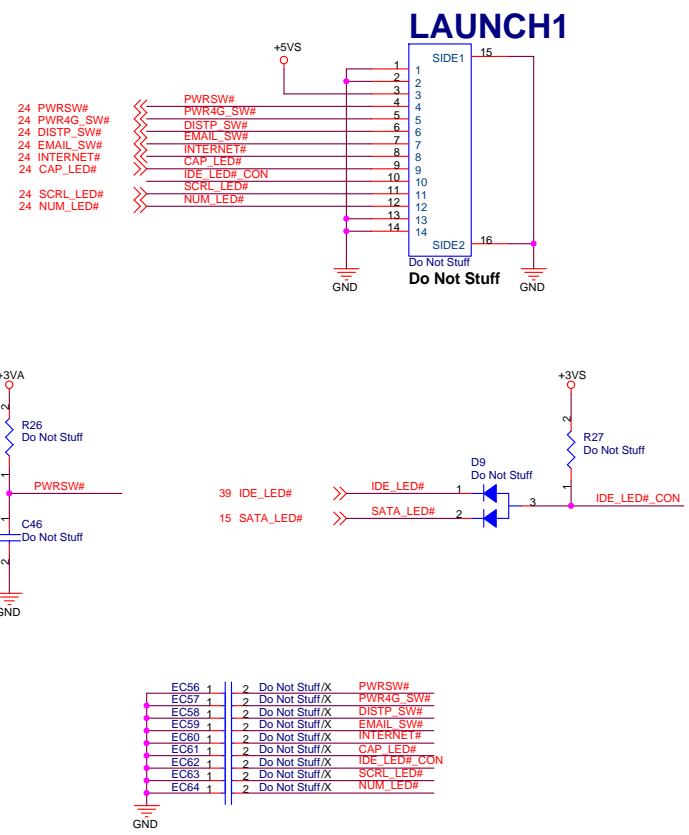 LAUNCH1
+5VS
SIDE1 15
1 1
2 2
3 3
24 PWRSW# PWRSW# 4 4
24 PWR4G_SW# PWR4G_SW# 5 5
24 DISTP_SW# DISTP_SW# 6 6
24 EMAIL_SW# EMAIL_SW# 7 7
24 INTERNET# INTERNET# 8 8
24 CAP_LED# CAP_LED# 9 9
IDE_LED#_CON 10 10
24 SCRL_LED# SCRL_LED# 11 11
24 NUM_LED# NUM_LED# 12 12
13 13
14 14
SIDE2 16
Do Not Stuff
Do Not Stuff
GND
GND
+3VA
2
R26
Do Not Stuff
1
PWRSW#
1
C46
Do Not Stuff
2
GND
+3VS
2
R27
Do Not Stuff
1
D9
Do Not Stuff
39 IDE_LED# IDE_LED# 1
3 IDE_LED#_CON
15 SATA_LED# SATA_LED# 2
EC56 1 2 Do Not Stuff/X PWRSW#
EC57 1 2 Do Not Stuff/X PWR4G_SW#
EC58 1 2 Do Not Stuff/X DISTP_SW#
EC59 1 2 Do Not Stuff/X EMAIL_SW#
EC60 1 2 Do Not Stuff/X INTERNET#
EC61 1 2 Do Not Stuff/X CAP_LED#
EC62 1 2 Do Not Stuff/X IDE_LED#_CON
EC63 1 2 Do Not Stuff/X SCRL_LED#
EC64 1 2 Do Not Stuff/X NUM_LED#
GND